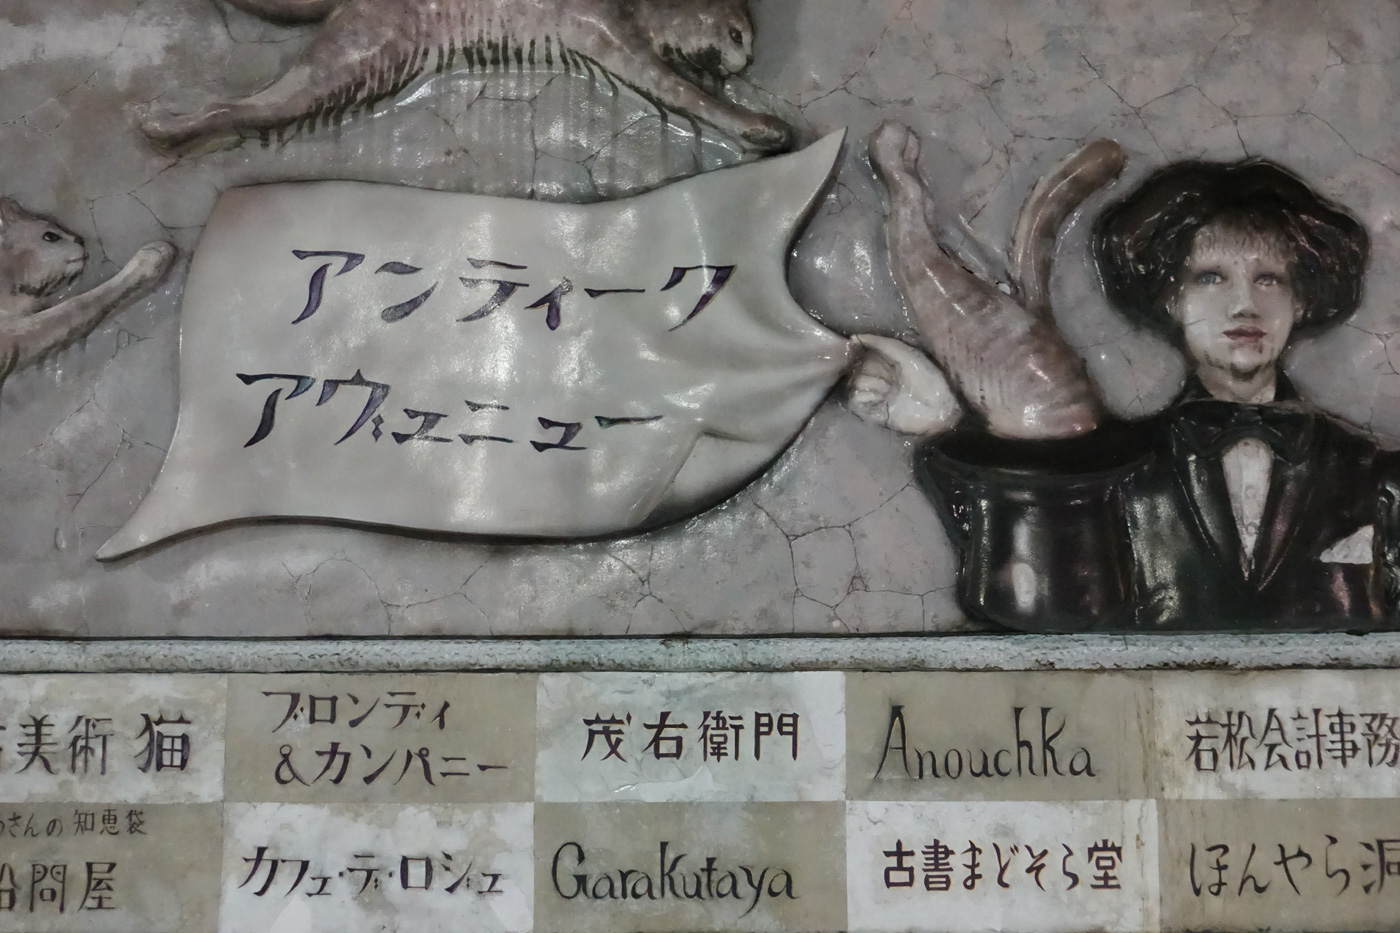 アンティーク
アヴェニュー
美術 猫
ブロンディ
&カンパニー
茂右衛門
Anouchka
若松会計事務
さんの 知恵袋
問屋
カフェ・ディ・ロジェ
Garakutaya
古書まどそら堂
ほんやら洞